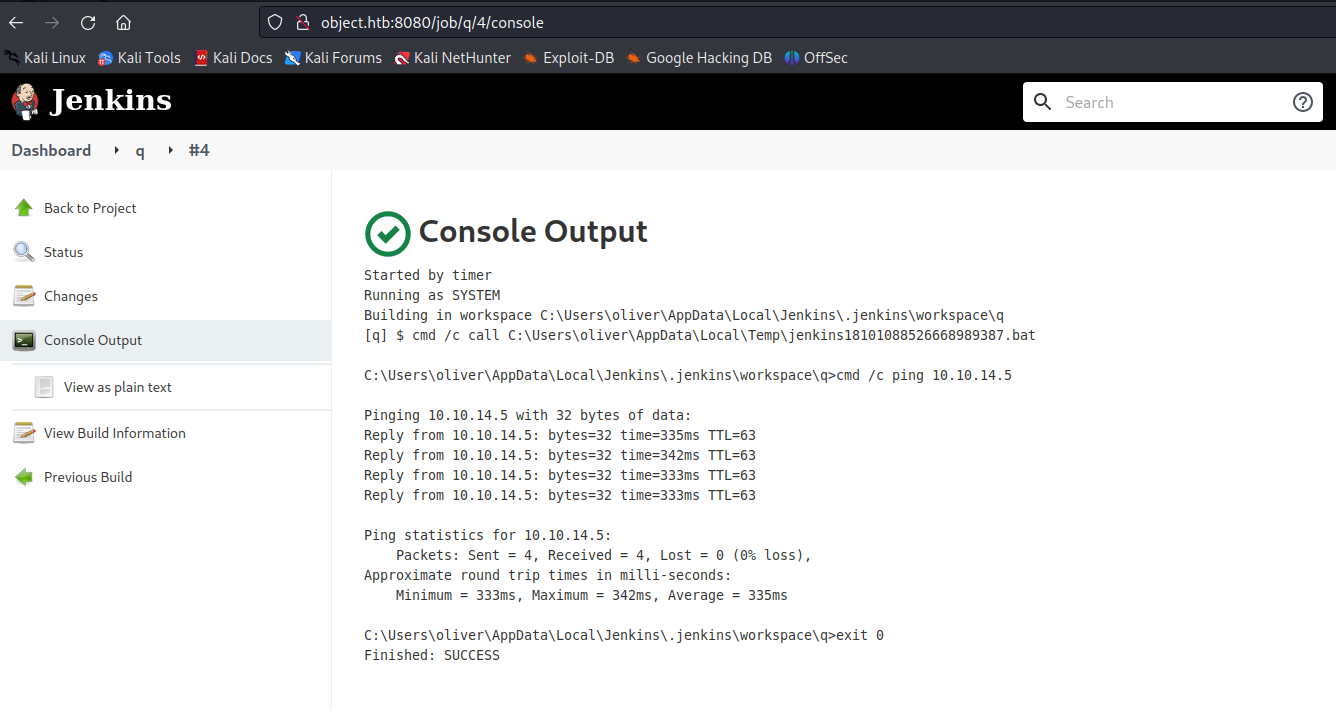 object.htb:8080/job/q/4/console
Kali Linux Kali Tools Kali Docs Kali Forums Kali NetHunter Exploit-DB Google Hacking DB OffSec
Jenkins
Search
Dashboard q #4
Back to Project
Status
Changes
Console Output
View as plain text
View Build Information
Previous Build
Console Output
Started by timer
Running as SYSTEM
Building in workspace C:\Users\oliver\AppData\Local\Jenkins\.jenkins\workspace\q
[q] $ cmd /c call C:\Users\oliver\AppData\Local\Temp\jenkins18101088526668989387.bat
C:\Users\oliver\AppData\Local\Jenkins\.jenkins\workspace\q>cmd /c ping 10.10.14.5
Pinging 10.10.14.5 with 32 bytes of data:
Reply from 10.10.14.5: bytes=32 time=335ms TTL=63
Reply from 10.10.14.5: bytes=32 time=342ms TTL=63
Reply from 10.10.14.5: bytes=32 time=333ms TTL=63
Reply from 10.10.14.5: bytes=32 time=333ms TTL=63
Ping statistics for 10.10.14.5:
Packets: Sent = 4, Received = 4, Lost = 0 (0% loss),
Approximate round trip times in milli-seconds:
Minimum = 333ms, Maximum = 342ms, Average = 335ms
C:\Users\oliver\AppData\Local\Jenkins\.jenkins\workspace\q>exit 0
Finished: SUCCESS